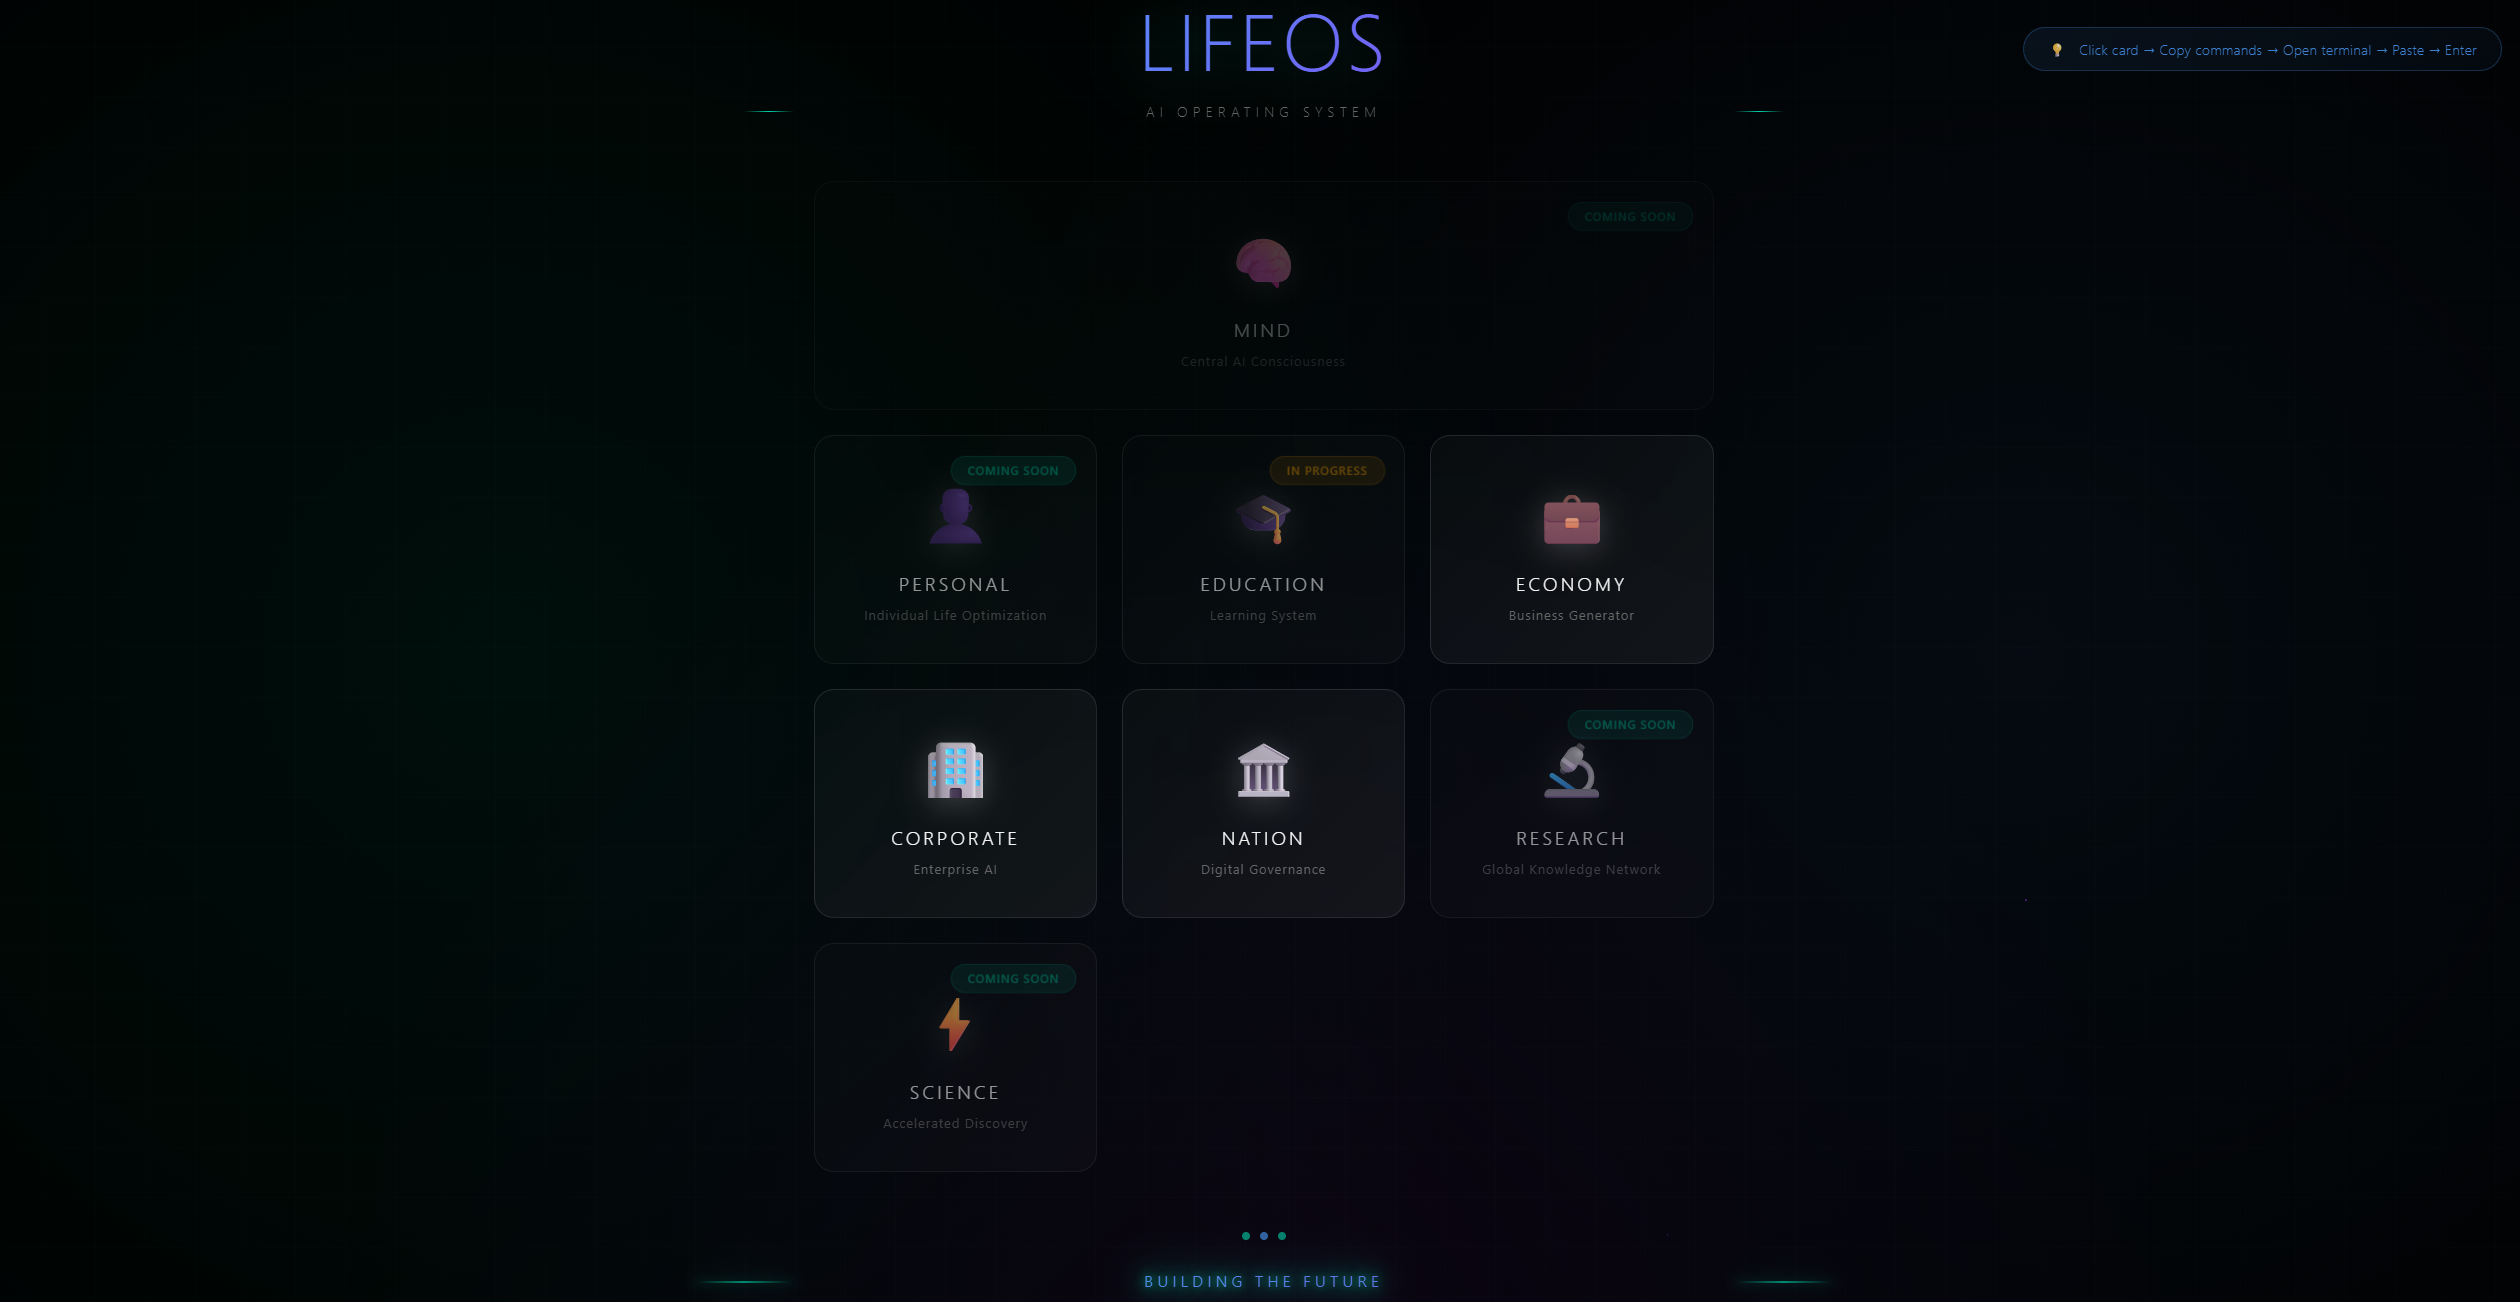 LIFEOS
Click card → Copy commands → Open terminal → Paste → Enter
AI OPERATING SYSTEM
COMING SOON
MIND
Central AI Consciousness
COMING SOON
PERSONAL
Individual Life Optimization
IN PROGRESS
EDUCATION
Learning System
ECONOMY
Business Generator
CORPORATE
Enterprise AI
NATION
Digital Governance
COMING SOON
RESEARCH
Global Knowledge Network
COMING SOON
SCIENCE
Accelerated Discovery
BUILDING THE FUTURE